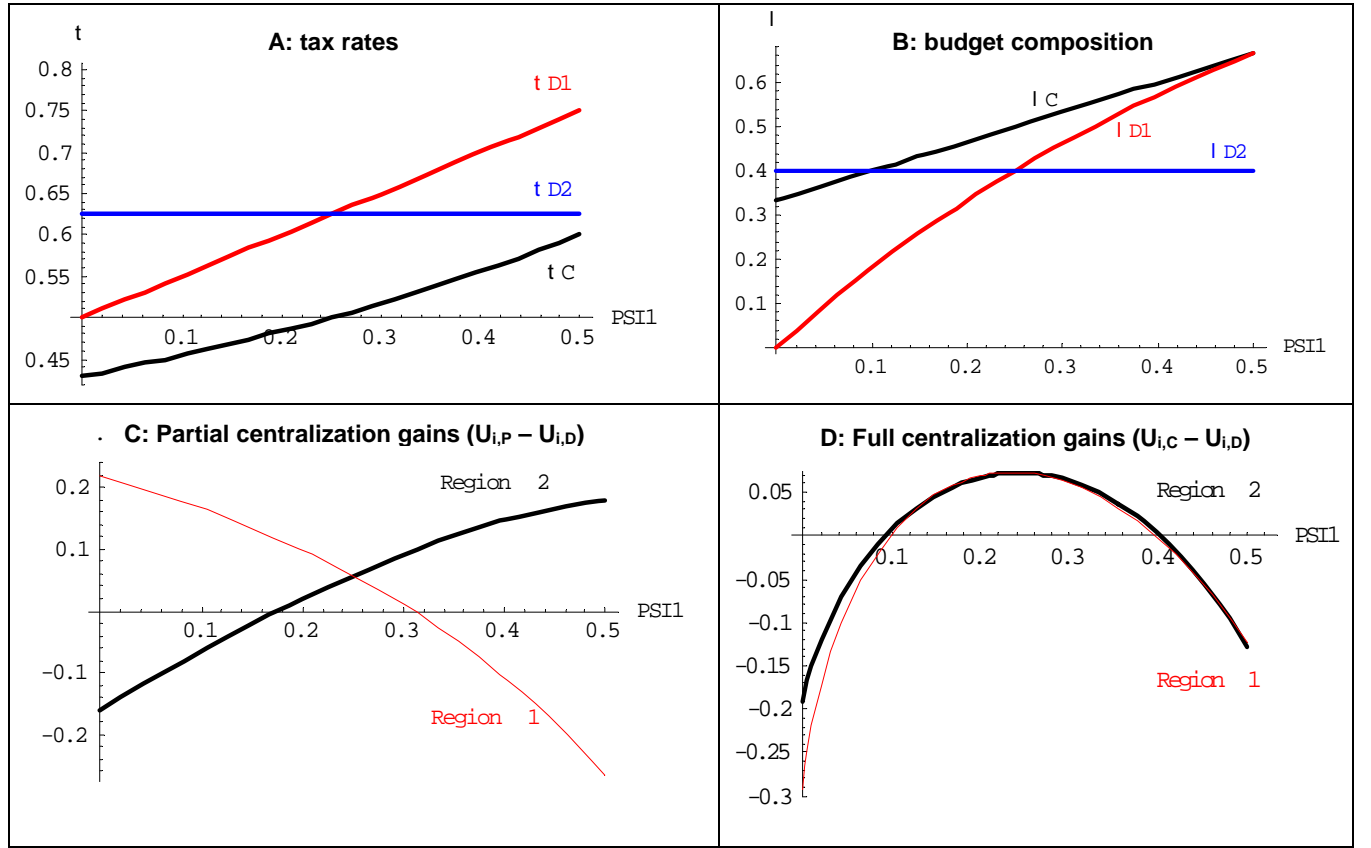 t
A: tax rates
0.8
0.75
0.7
0.65
0.6
0.55
0.45
t D1
t D2
t C
0.1 0.2 0.3 0.4 0.5
PSI1
l
B: budget composition
0.6
0.5
0.4
0.3
0.2
0.1
l C
l D1
l D2
0.1 0.2 0.3 0.4 0.5
PSI1
C: Partial centralization gains (Ui,P – Ui,D)
0.2
0.1
-0.1
-0.2
Region 2
Region 1
0.1 0.2 0.3 0.4 0.5
PSI1
D: Full centralization gains (Ui,C – Ui,D)
0.05
-0.05
-0.1
-0.15
-0.2
-0.25
-0.3
Region 2
Region 1
0.1 0.2 0.3 0.4 0.5
PSI1